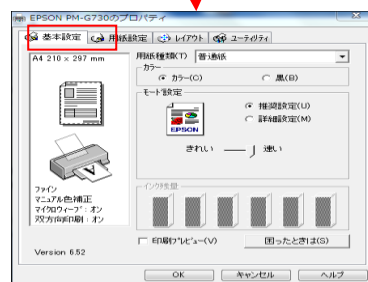 EPSON PM-G730のプロパティ
基本設定 用紙設定 レイアウト ユーティリティ
A4 210 x 297 mm
用紙種類(T) 普通紙
カラー
カラー(C) 黒(B)
モード設定
推奨設定(U)
詳細設定(M)
EPSON
きれい 速い
ファイン
マニュアル色補正
マイクロウィーブ：オン
双方向印刷：オン
インク残量
印刷プレビュー(V) 困ったときは(S)
Version 6.52
OK キャンセル ヘルプ